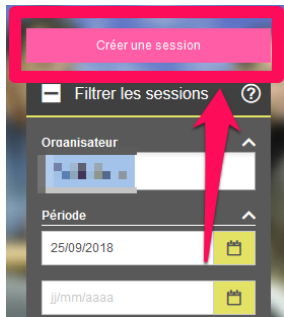 Créer une session
Filtrer les sessions
Organisateur
Période
25/09/2018
jj/mm/aaaa